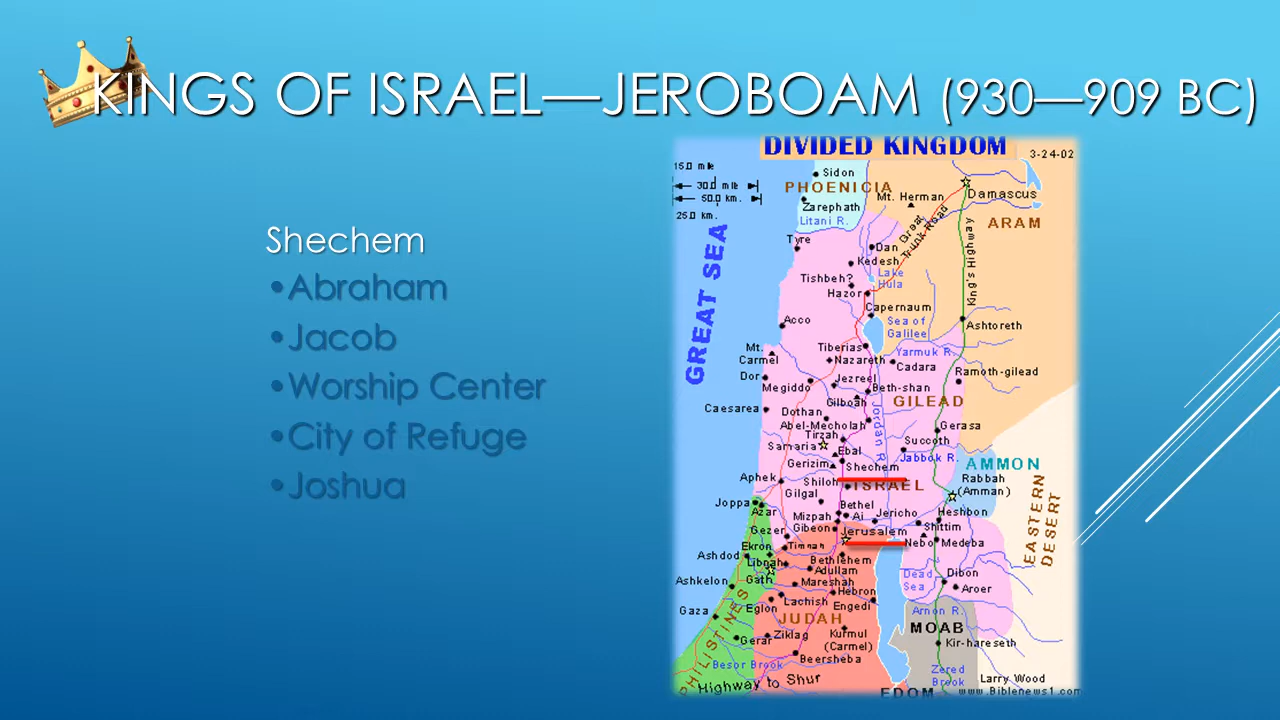 KINGS OF ISRAEL—JEROBOAM (930—909 BC)
Shechem
•Abraham
•Jacob
•Worship Center
•City of Refuge
•Joshua
DIVIDED KINGDOM
3-24-02
15.0 mile
30.0 mile
50.0 km.
25.0 km.
Sidon
PHOENICIA
Zarephath
Litani R.
Mt. Herman
Damascus
ARAM
Great
Trunk Road
King's Highway
GREAT SEA
Tyre
Dan
Kedesh
Tishbeh?
Lake
Hula
Hazor
Capernaum
Acco
Sea of
Galilee
Ashtoreth
Mt.
Carmel
Tiberias
Nazareth
Yarmuk R.
Cadara
Dor
Megiddo
Jezreel
Beth-shan
Ramoth-gilead
Gilboah
GILEAD
Caesarea
Dothan
Abel-Mecholah
Jordan R.
Tirzah
Gerasa
Samaria
Ebal
Succoth
Jabbok R.
Gerizim
Shechem
AMMON
Aphek
Shiloh
ISRAEL
Rabbah
(Amman)
Gilgal
EASTERN
DESERT
Joppa
Azar
Bethel
Mizpah
Ai
Jericho
Heshbon
Gezer
Gibeon
Jerusalem
Shittim
Ekron
Timnah
Nebo
Medeba
Ashdod
Libnah
Bethlehem
Adullam
Gath
Mareshah
Dead
Sea
Dibon
Ashkelon
Hebron
Aroer
Lachish
Engedi
Eglon
Gaza
JUDAH
Arnon R.
MOAB
PHILISTINES
Gerar
Ziklag
Kurmul
(Carmel)
Kir-hareseth
Besor Brook
Beersheba
Zered
Brook
Highway to Shur
EDOM
Larry Wood
www.Biblenews1.com